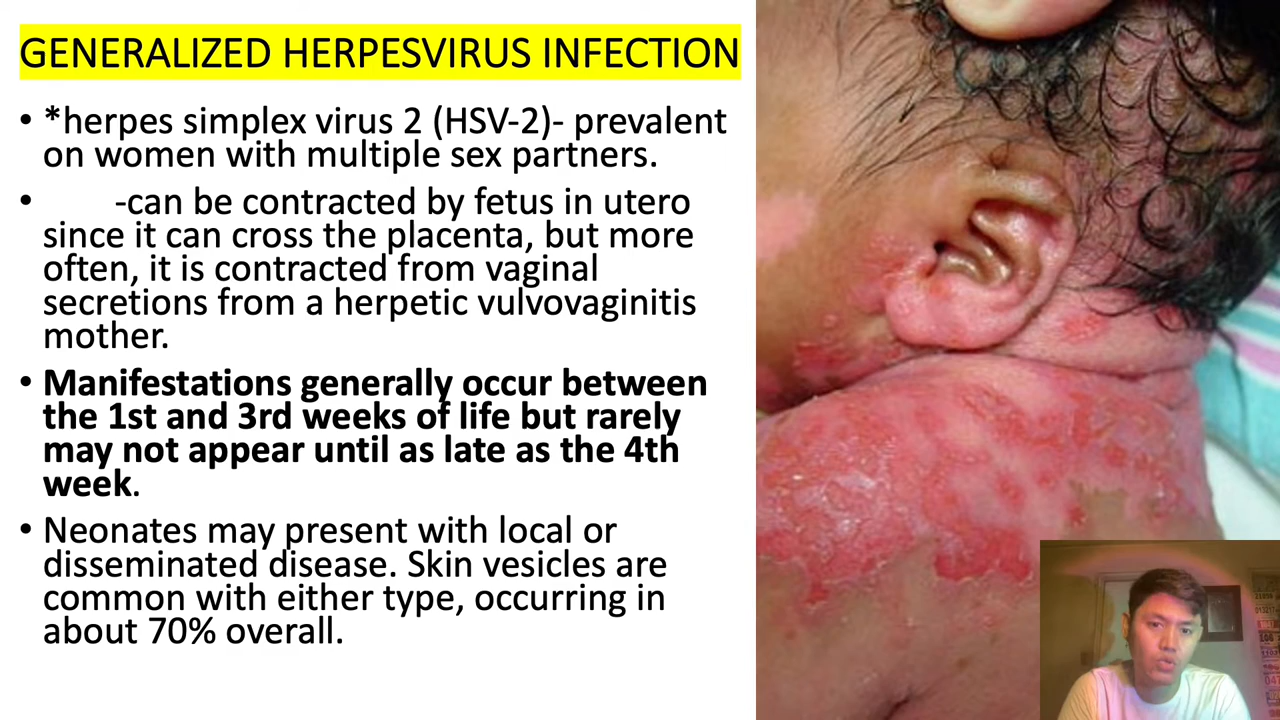 GENERALIZED HERPESVIRUS INFECTION
• *herpes simplex virus 2 (HSV-2)- prevalent
on women with multiple sex partners.
• -can be contracted by fetus in utero
since it can cross the placenta, but more
often, it is contracted from vaginal
secretions from a herpetic vulvovaginitis
mother.
• Manifestations generally occur between
the 1st and 3rd weeks of life but rarely
may not appear until as late as the 4th
week.
• Neonates may present with local or
disseminated disease. Skin vesicles are
common with either type, occurring in
about 70% overall.